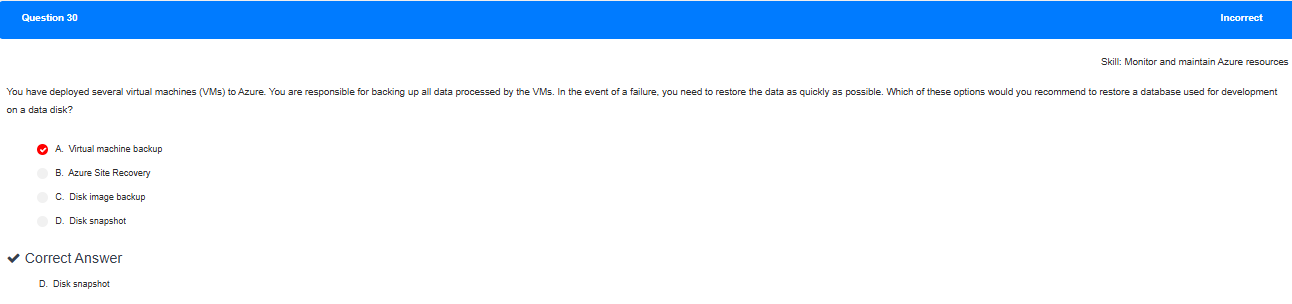 Question 30
Incorrect
Skill: Monitor and maintain Azure resources
You have deployed several virtual machines (VMs) to Azure. You are responsible for backing up all data processed by the VMs. In the event of a failure, you need to restore the data as quickly as possible. Which of these options would you recommend to restore a database used for development
on a data disk?
A. Virtual machine backup
B. Azure Site Recovery
C. Disk image backup
D. Disk snapshot
Correct Answer
D. Disk snapshot